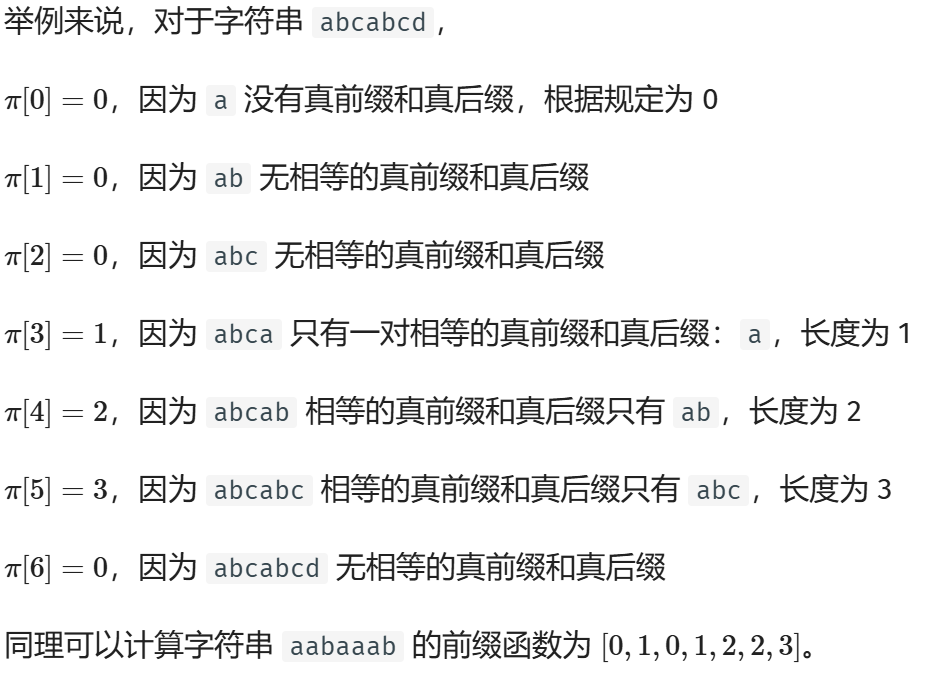 举例来说，对于字符串 abcabcd，
π[0] = 0，因为 a 没有真前缀和真后缀，根据规定为 0
π[1] = 0，因为 ab 无相等的真前缀和真后缀
π[2] = 0，因为 abc 无相等的真前缀和真后缀
π[3] = 1，因为 abca 只有一对相等的真前缀和真后缀：a，长度为 1
π[4] = 2，因为 abcab 相等的真前缀和真后缀只有 ab，长度为 2
π[5] = 3，因为 abcabc 相等的真前缀和真后缀只有 abc，长度为 3
π[6] = 0，因为 abcabcd 无相等的真前缀和真后缀
同理可以计算字符串 aabaaab 的前缀函数为 [0, 1, 0, 1, 2, 2, 3]。